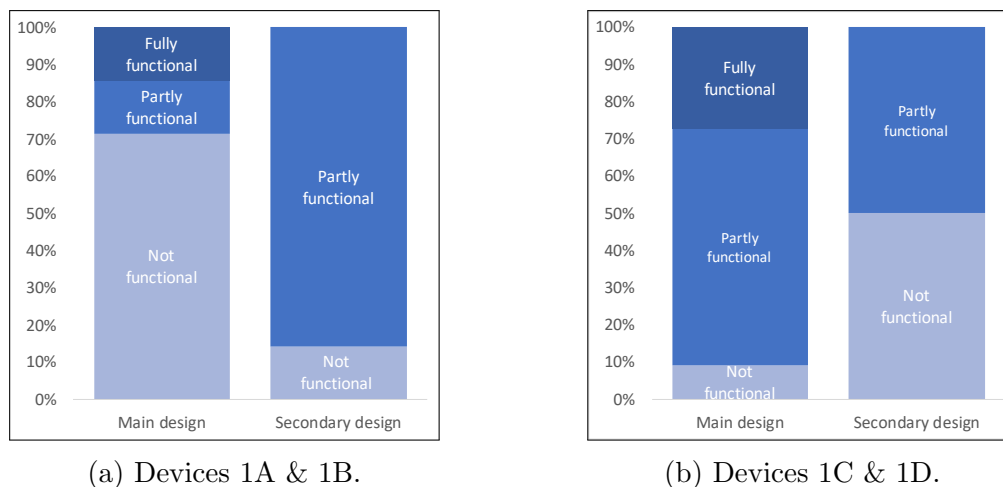 100%
90%
80%
70%
60%
50%
40%
30%
20%
10%
0%
Fully
functional
Partly
functional
Not
functional
Partly
functional
Not
functional
Main design
Secondary design
(a) Devices 1A & 1B.
100%
90%
80%
70%
60%
50%
40%
30%
20%
10%
0%
Fully
functional
Partly
functional
Not
functional
Partly
functional
Not
functional
Main design
Secondary design
(b) Devices 1C & 1D.